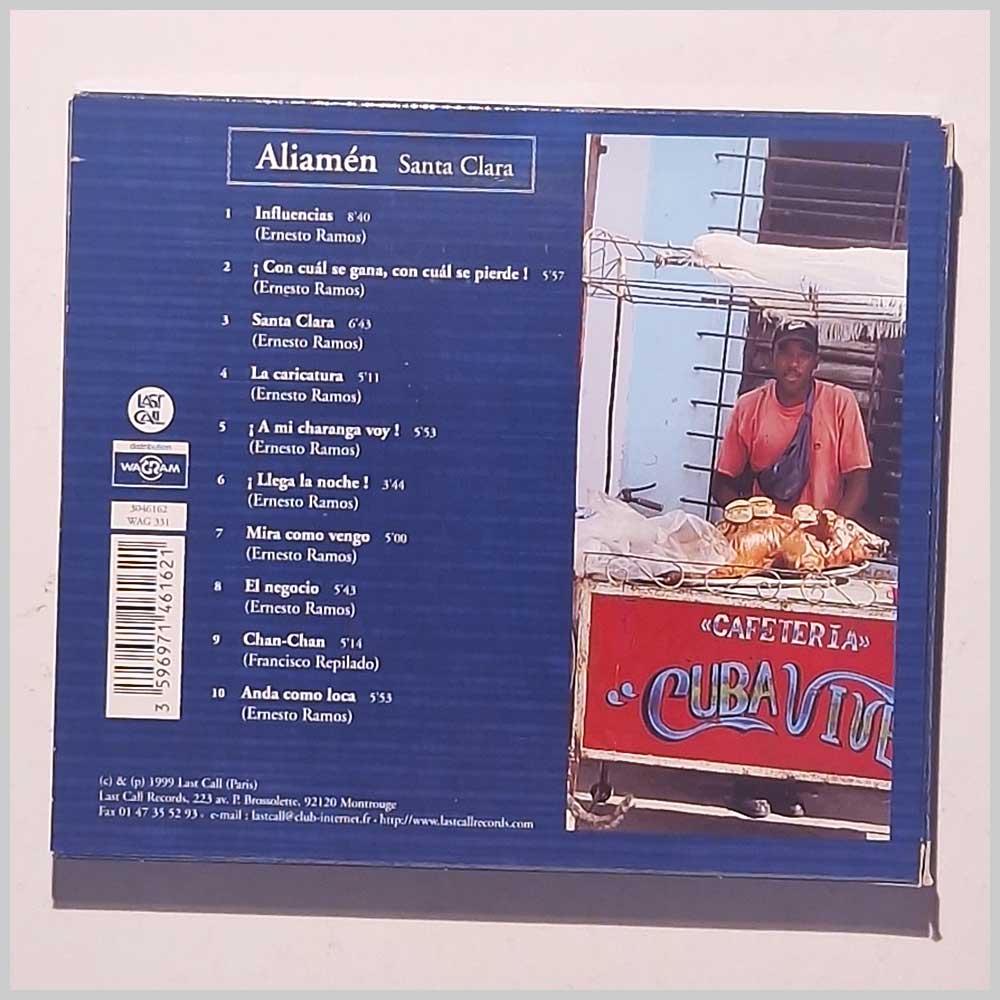 Aliamén Santa Clara
1 Influencias 8'40
(Ernesto Ramos)
2 ¡ Con cuál se gana, con cuál se pierde ! 5'57
(Ernesto Ramos)
3 Santa Clara 6'43
(Ernesto Ramos)
4 La caricatura 5'11
(Ernesto Ramos)
5 ¡ A mi charanga voy ! 5'53
(Ernesto Ramos)
6 ¡ Llega la noche ! 3'44
(Ernesto Ramos)
7 Mira como vengo 5'00
(Ernesto Ramos)
8 El negocio 5'43
(Ernesto Ramos)
9 Chan-Chan 5'14
(Francisco Repilado)
10 Anda como loca 5'53
(Ernesto Ramos)
LAST
CALL
distribution
WAGRAM
3046162
WAG 331
3 596971 461621
(c) & (p) 1999 Last Call (Paris)
Last Call Records, 223 av. P. Brossolette, 92120 Montrouge
Fax 01 47 35 52 93 - e-mail : lastcall@club-internet.fr - http://www.lastcallrecords.com
«CAFETERIA»
CUBA VIVE